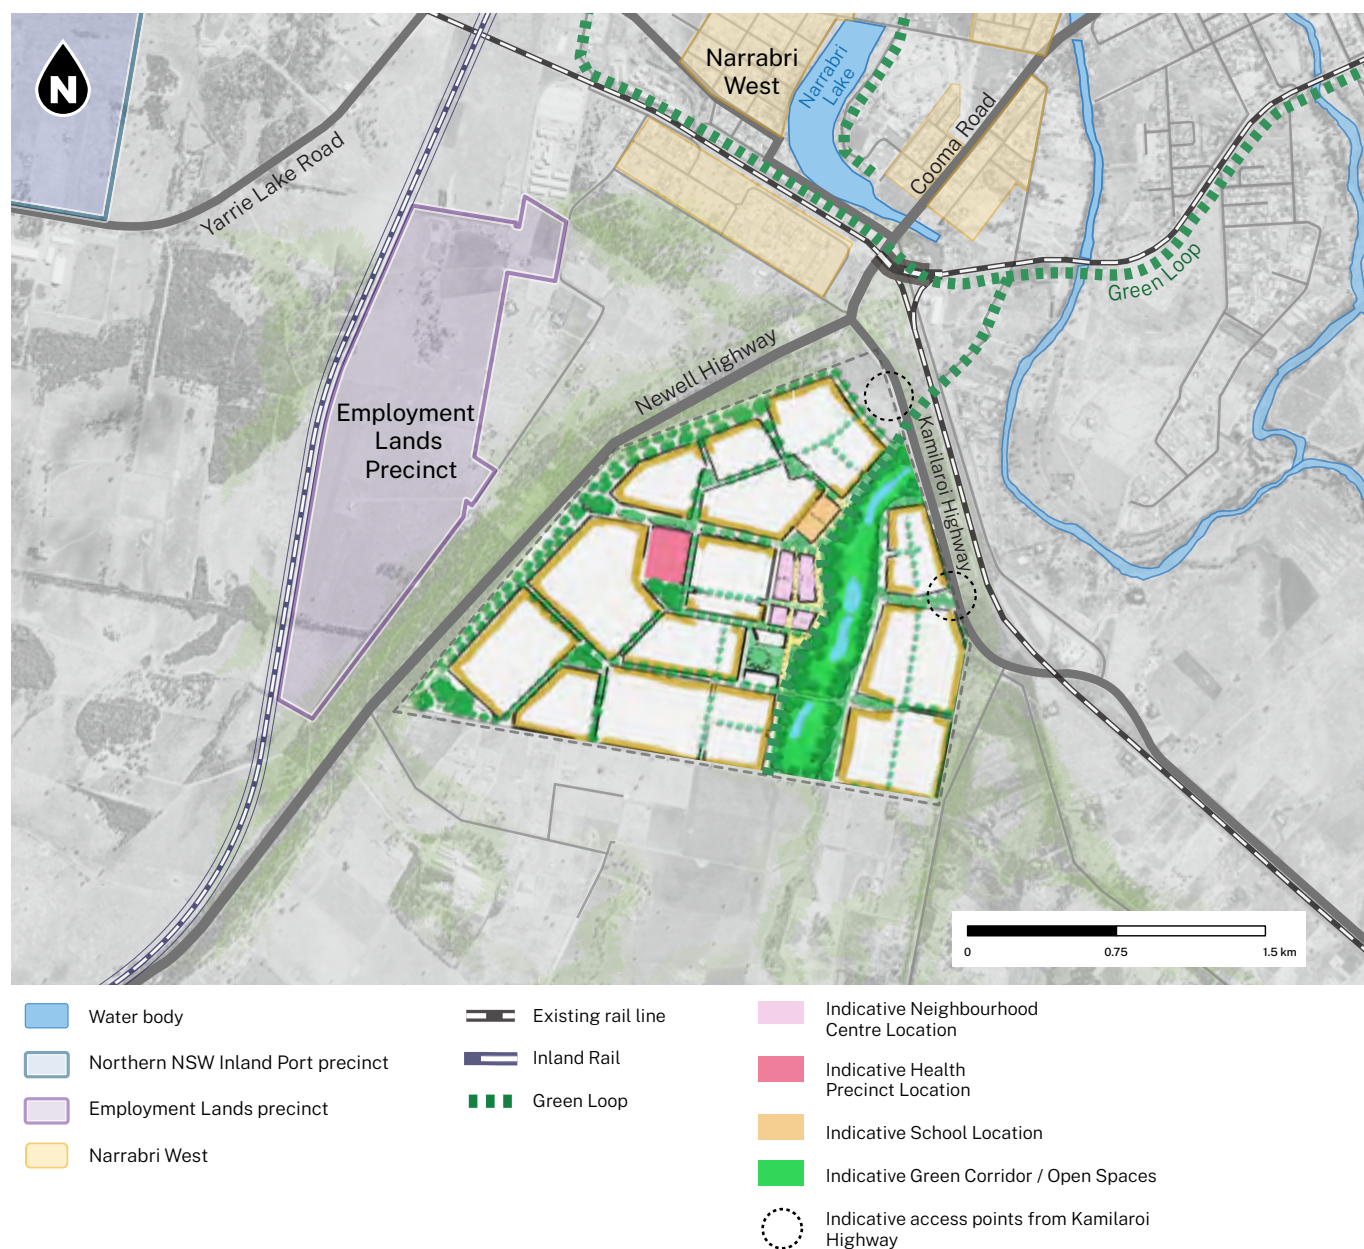 N
Narrabri
West
Narrabri
Lake
Cooma Road
Yarrie Lake Road
Green Loop
Newell Highway
Employment
Lands
Precinct
Kamilaroi Highway
0 0.75 1.5 km
Water body
Northern NSW Inland Port precinct
Employment Lands precinct
Narrabri West
Existing rail line
Inland Rail
Green Loop
Indicative Neighbourhood
Centre Location
Indicative Health
Precinct Location
Indicative School Location
Indicative Green Corridor / Open Spaces
Indicative access points from Kamilaroi
Highway